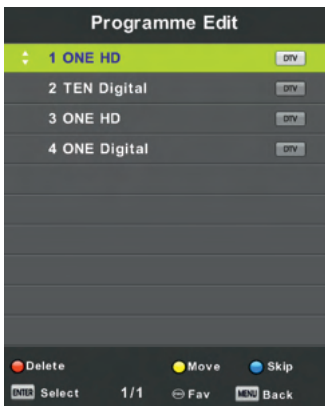 Programme Edit
1 ONE HD DTV
2 TEN Digital DTV
3 ONE HD DTV
4 ONE Digital DTV
Delete Move Skip
ENTER Select 1/1 Fav MENU Back